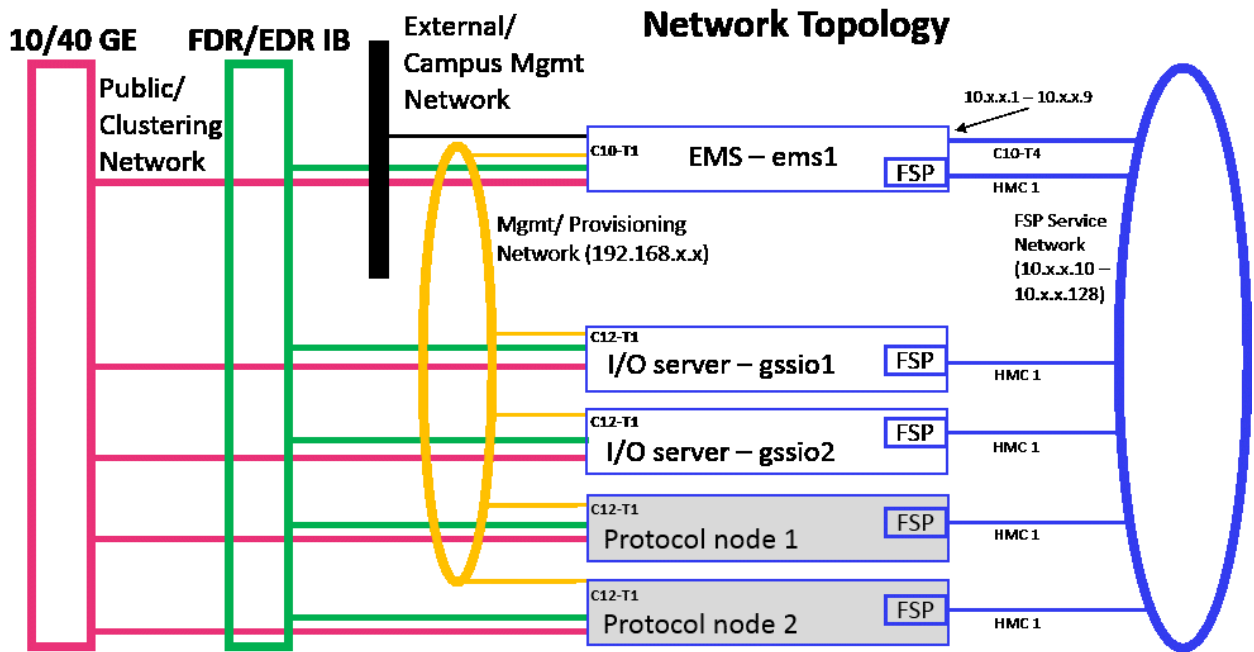 Network Topology
10/40 GE
FDR/EDR IB
External/
Campus Mgmt
Network
Public/
Clustering
Network
10.x.x.1 – 10.x.x.9
C10-T1
EMS – ems1
FSP
C10-T4
HMC 1
Mgmt/ Provisioning
Network (192.168.x.x)
FSP Service
Network
(10.x.x.10 –
10.x.x.128)
C12-T1
I/O server – gssio1
FSP
HMC 1
C12-T1
I/O server – gssio2
FSP
HMC 1
C12-T1
Protocol node 1
FSP
HMC 1
C12-T1
Protocol node 2
FSP
HMC 1